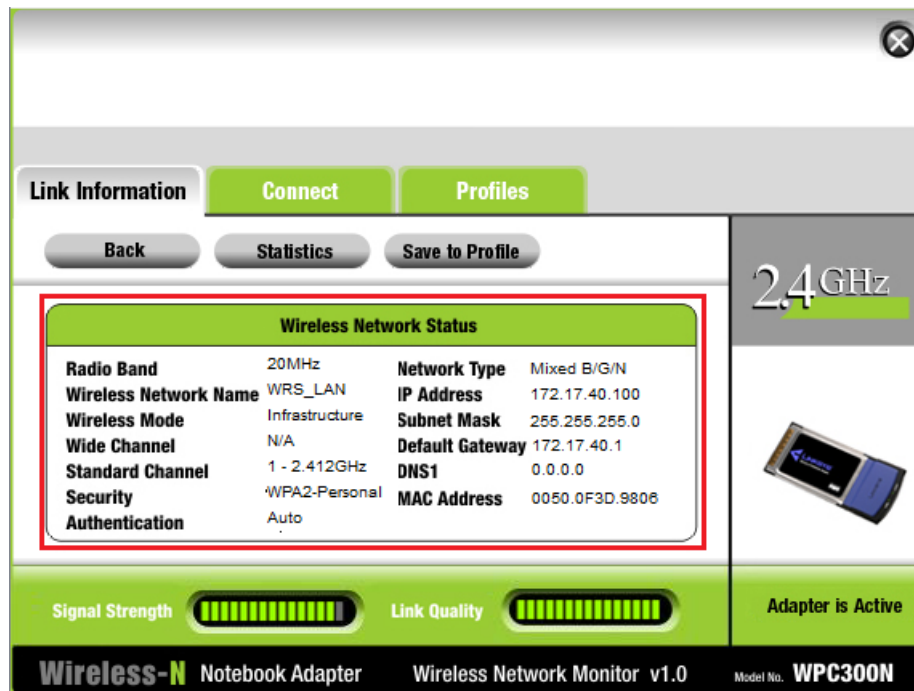 Link Information Connect Profiles
Back Statistics Save to Profile
2.4GHz
Wireless Network Status
Radio Band 20MHz Network Type Mixed B/G/N
Wireless Network Name WRS_LAN IP Address 172.17.40.100
Wireless Mode Infrastructure Subnet Mask 255.255.255.0
Wide Channel N/A Default Gateway 172.17.40.1
Standard Channel 1 - 2.412GHz DNS1 0.0.0.0
Security WPA2-Personal MAC Address 0050.0F3D.9806
Authentication Auto
LINKSYS
Signal Strength Link Quality Adapter is Active
Wireless-N Notebook Adapter Wireless Network Monitor v1.0 Model No. WPC300N